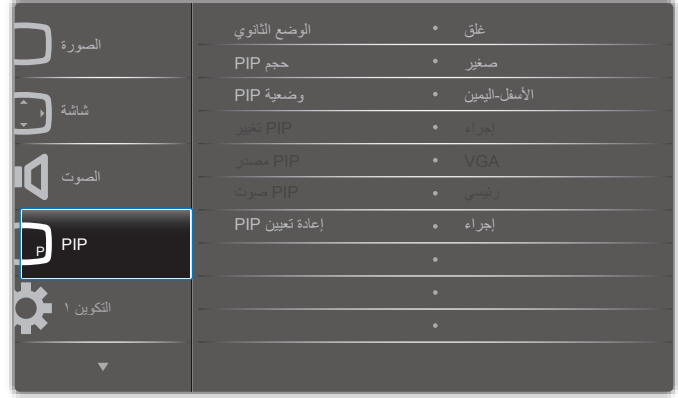 الصورة
شاشة
الصوت
PIP
P
التكوين ١
الوضع الثانوي • غلق
حجم PIP • صغير
وضعية PIP • الأسفل-اليمين
PIP تغيير • إجراء
PIP مصدر • VGA
PIP صوت • رئيسي
إعادة تعيين PIP • إجراء